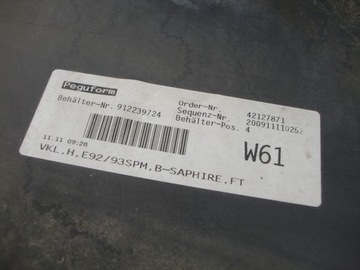 Peguform
Behälter-Nr. 912239724
Order-Nr. 42127871
Sequenz-Nr. 20091111026
Behälter-Pos. 4
11.11 09:28
W61
VKL.H.E92/93SPM.B-SAPHIRE.FT